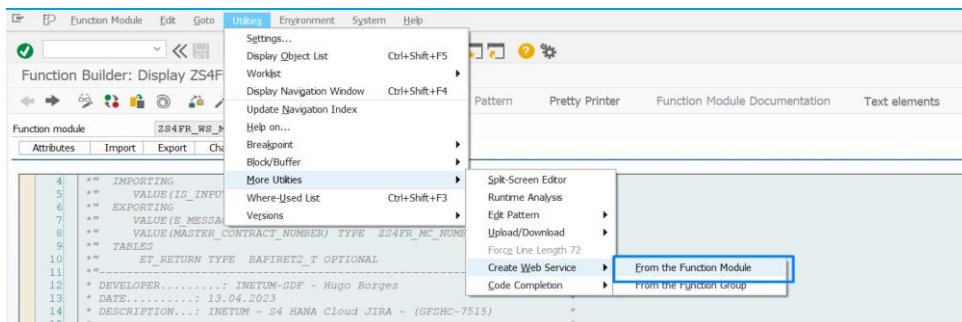 Function Module Edit Goto Utilities Environment System Help
Settings...
Display Object List Ctrl+Shift+F5
Function Builder: Display ZS4F
Worklist
Display Navigation Window Ctrl+Shift+F4
Pattern Pretty Printer Function Module Documentation Text elements
Update Navigation Index
Function module ZS4FR_WS_M
Help on...
Attributes Import Export Cha
Breakpoint
Block/Buffer
4 *" IMPORTING
More Utilities
Split-Screen Editor
5 *" VALUE(IS_INPU
Where-Used List Ctrl+Shift+F3
Runtime Analysis
6 *" EXPORTING
Versions
Edit Pattern
7 *" VALUE(E_MESSA
Upload/Download
8 *" VALUE(MASTER_CONTRACT_NUMBER) TYPE ZS4FR_MC_NUMB
Force Line Length 72
9 *" TABLES
Create Web Service From the Function Module
10 *" ET_RETURN TYPE BAPIRET2_T OPTIONAL
Code Completion From the Function Group
11 *"----------------------------------------------------------------------
12 * DEVELOPER.........: INETUM-SDF - Hugo Borges
13 * DATE..........: 13.04.2023 *
14 * DESCRIPTION...: INETUM - S4 HANA Cloud JIRA - (GFSHC-7515) *